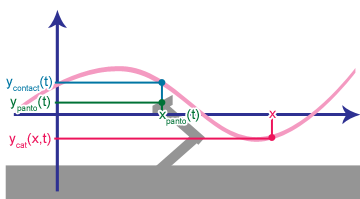 y_contact(t)
y_panto(t)
x_panto(t)
x
y_cat(x,t)